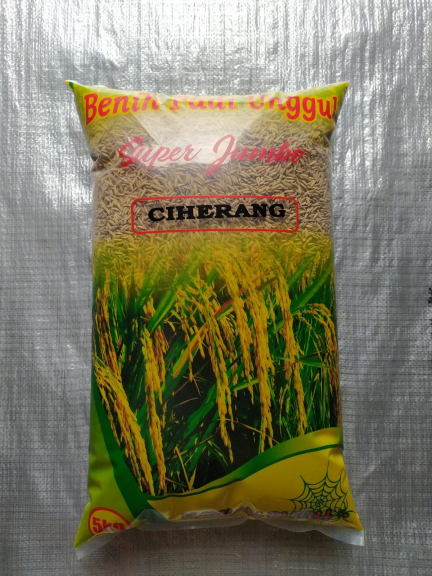 Benih Padi Unggul
Super Jumbo
CIHERANG
5kg